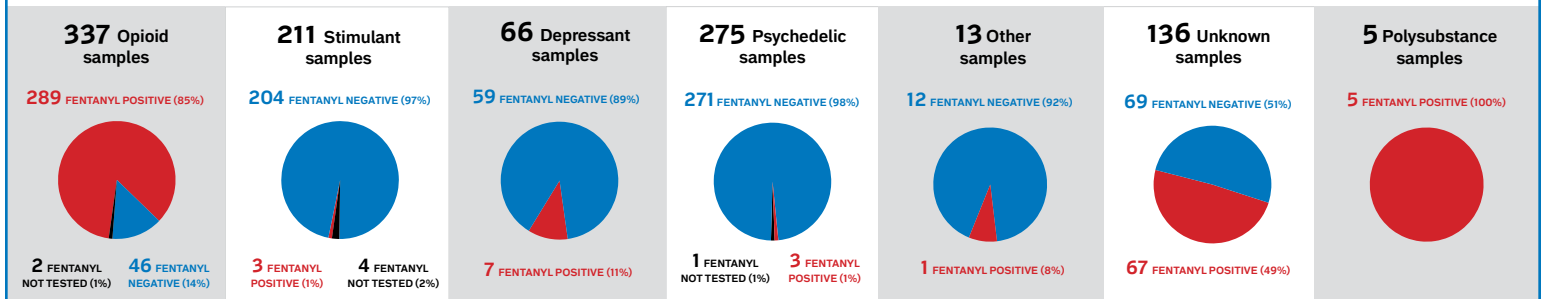 337 Opioid
samples
289 FENTANYL POSITIVE (85%)
2 FENTANYL
NOT TESTED (1%)
46 FENTANYL
NEGATIVE (14%)
211 Stimulant
samples
204 FENTANYL NEGATIVE (97%)
3 FENTANYL
POSITIVE (1%)
4 FENTANYL
NOT TESTED (2%)
66 Depressant
samples
59 FENTANYL NEGATIVE (89%)
7 FENTANYL POSITIVE (11%)
275 Psychedelic
samples
271 FENTANYL NEGATIVE (98%)
1 FENTANYL
NOT TESTED (1%)
3 FENTANYL
POSITIVE (1%)
13 Other
samples
12 FENTANYL NEGATIVE (92%)
1 FENTANYL POSITIVE (8%)
136 Unknown
samples
69 FENTANYL NEGATIVE (51%)
67 FENTANYL POSITIVE (49%)
5 Polysubstance
samples
5 FENTANYL POSITIVE (100%)